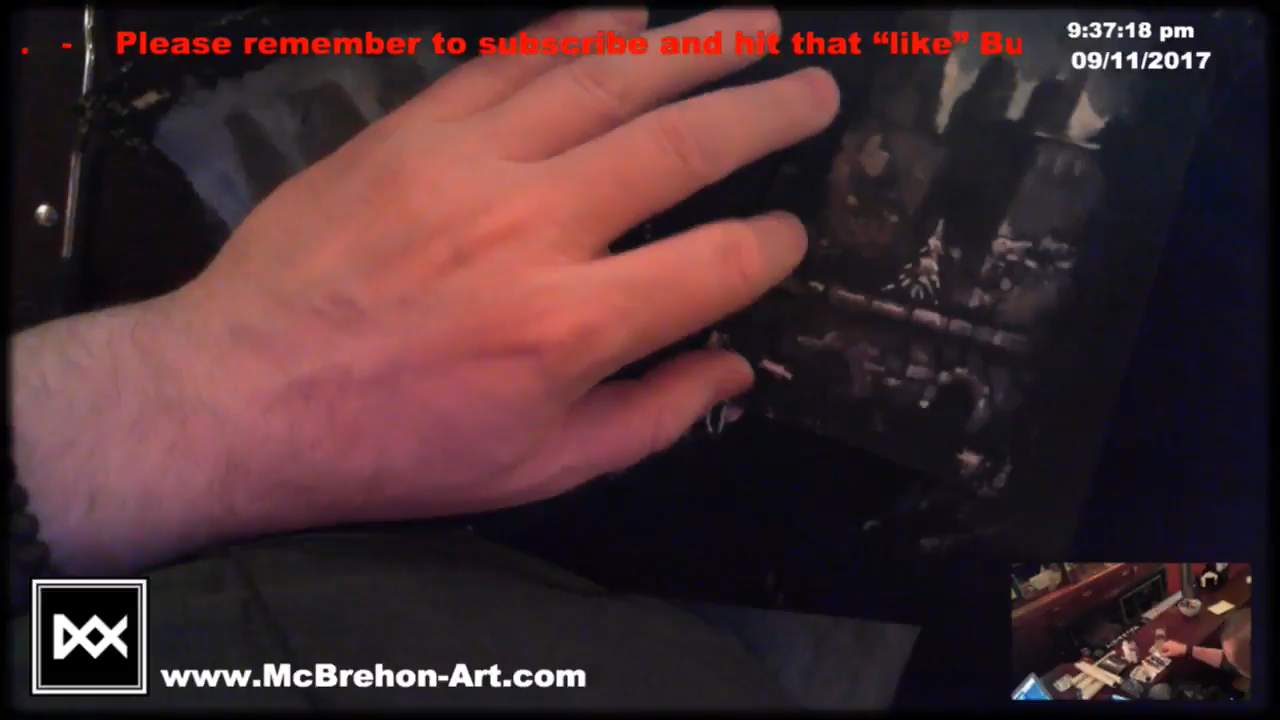 . - Please remember to subscribe and hit that “like” Bu
9:37:18 pm
09/11/2017
www.McBrehon-Art.com